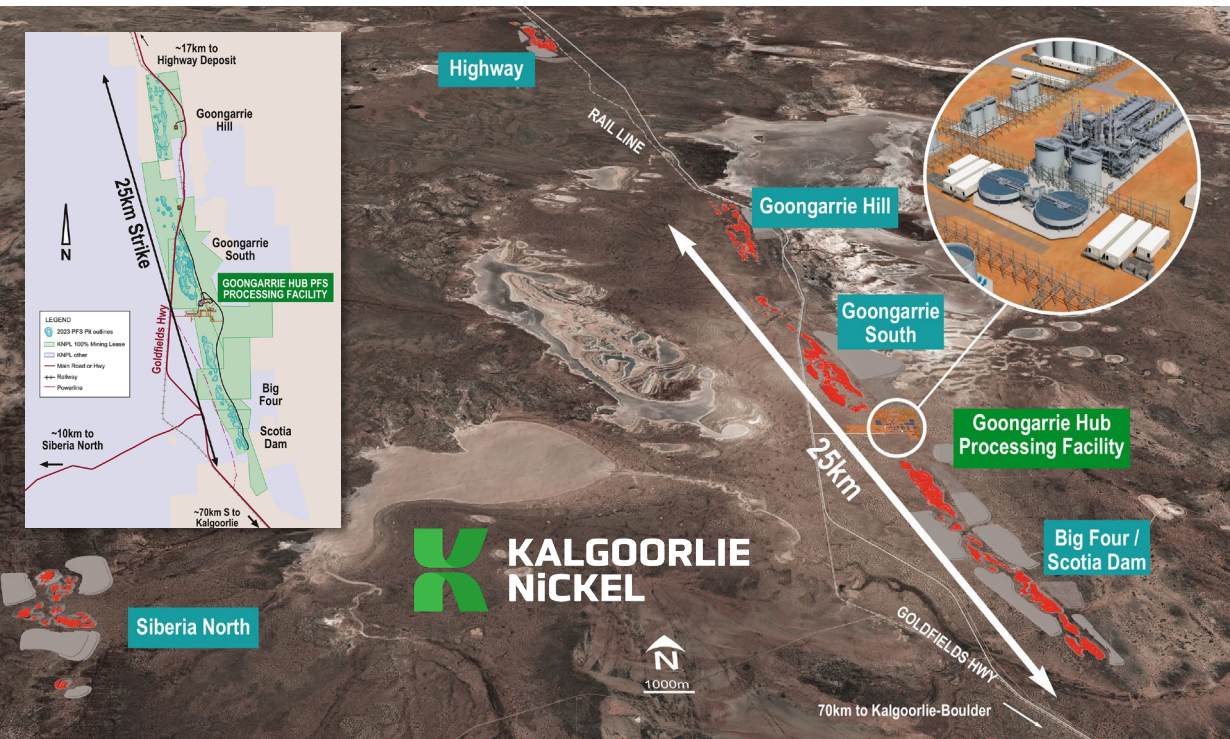 ~17km to
Highway Deposit
Goongarrie
Hill
25km Strike
N
Goongarrie
South
GOONGARRIE HUB PFS
PROCESSING FACILITY
LEGEND
2023 PFS Pit outlines
KNPL 100% Mining Lease
KNPL other
Main Road or Hwy
Railway
Powerline
Goldfields Hwy
Big
Four
Scotia
Dam
~10km to
Siberia North
~70km S to
Kalgoorlie
Highway
RAIL LINE
Goongarrie Hill
Goongarrie
South
Goongarrie Hub
Processing Facility
25km
Big Four /
Scotia Dam
KALGOORLIE
NiCKEL
Siberia North
GOLDFIELDS HWY
N
1000m
70km to Kalgoorlie-Boulder